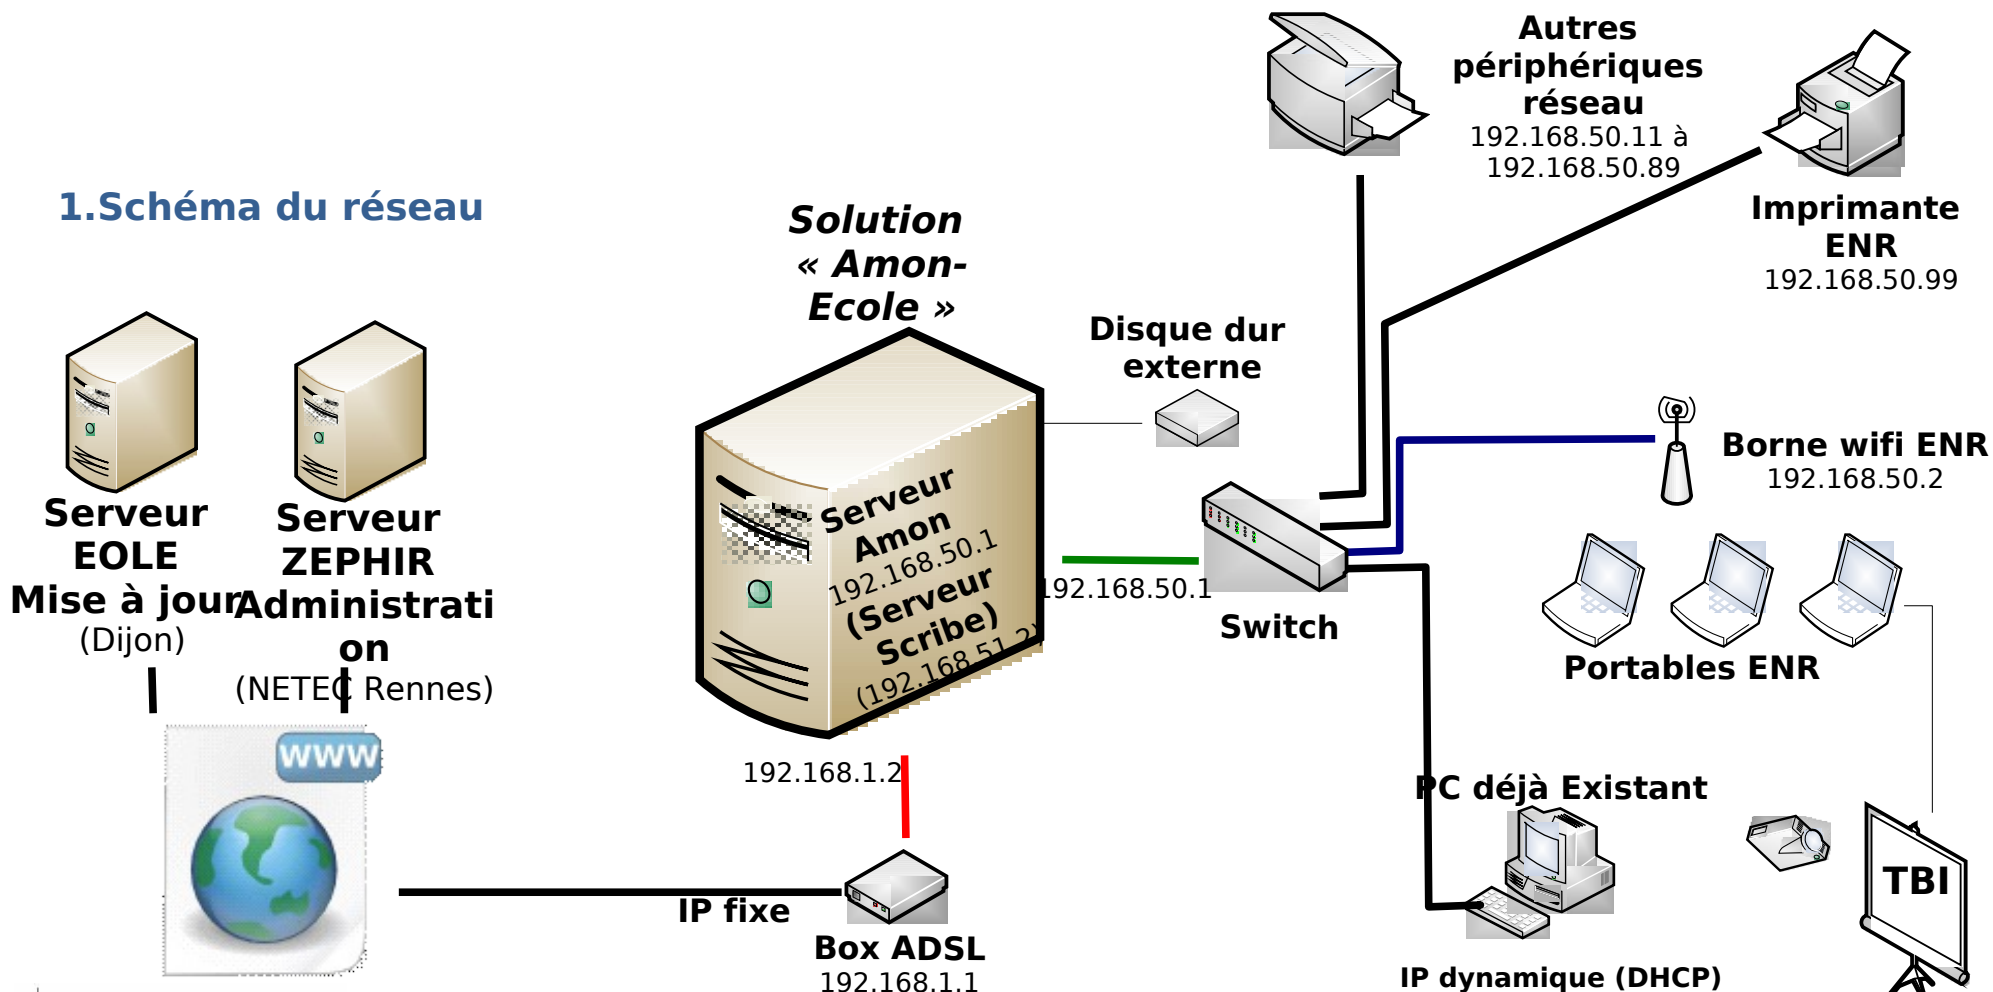 Autres
périphériques
réseau
192.168.50.11 à
192.168.50.89
Imprimante
ENR
192.168.50.99
1.Schéma du réseau
Solution
« Amon-
Ecole »
Disque dur
externe
Borne wifi ENR
192.168.50.2
Serveur
EOLE
Mise à jour
(Dijon)
Serveur
ZEPHIR
Administrati
on
(NETEC Rennes)
Serveur
Amon
192.168.50.1
(Serveur
Scribe)
(192.168.51.2)
192.168.50.1
Switch
Portables ENR
www
192.168.1.2
PC déjà Existant
TBI
IP fixe
Box ADSL
192.168.1.1
IP dynamique (DHCP)